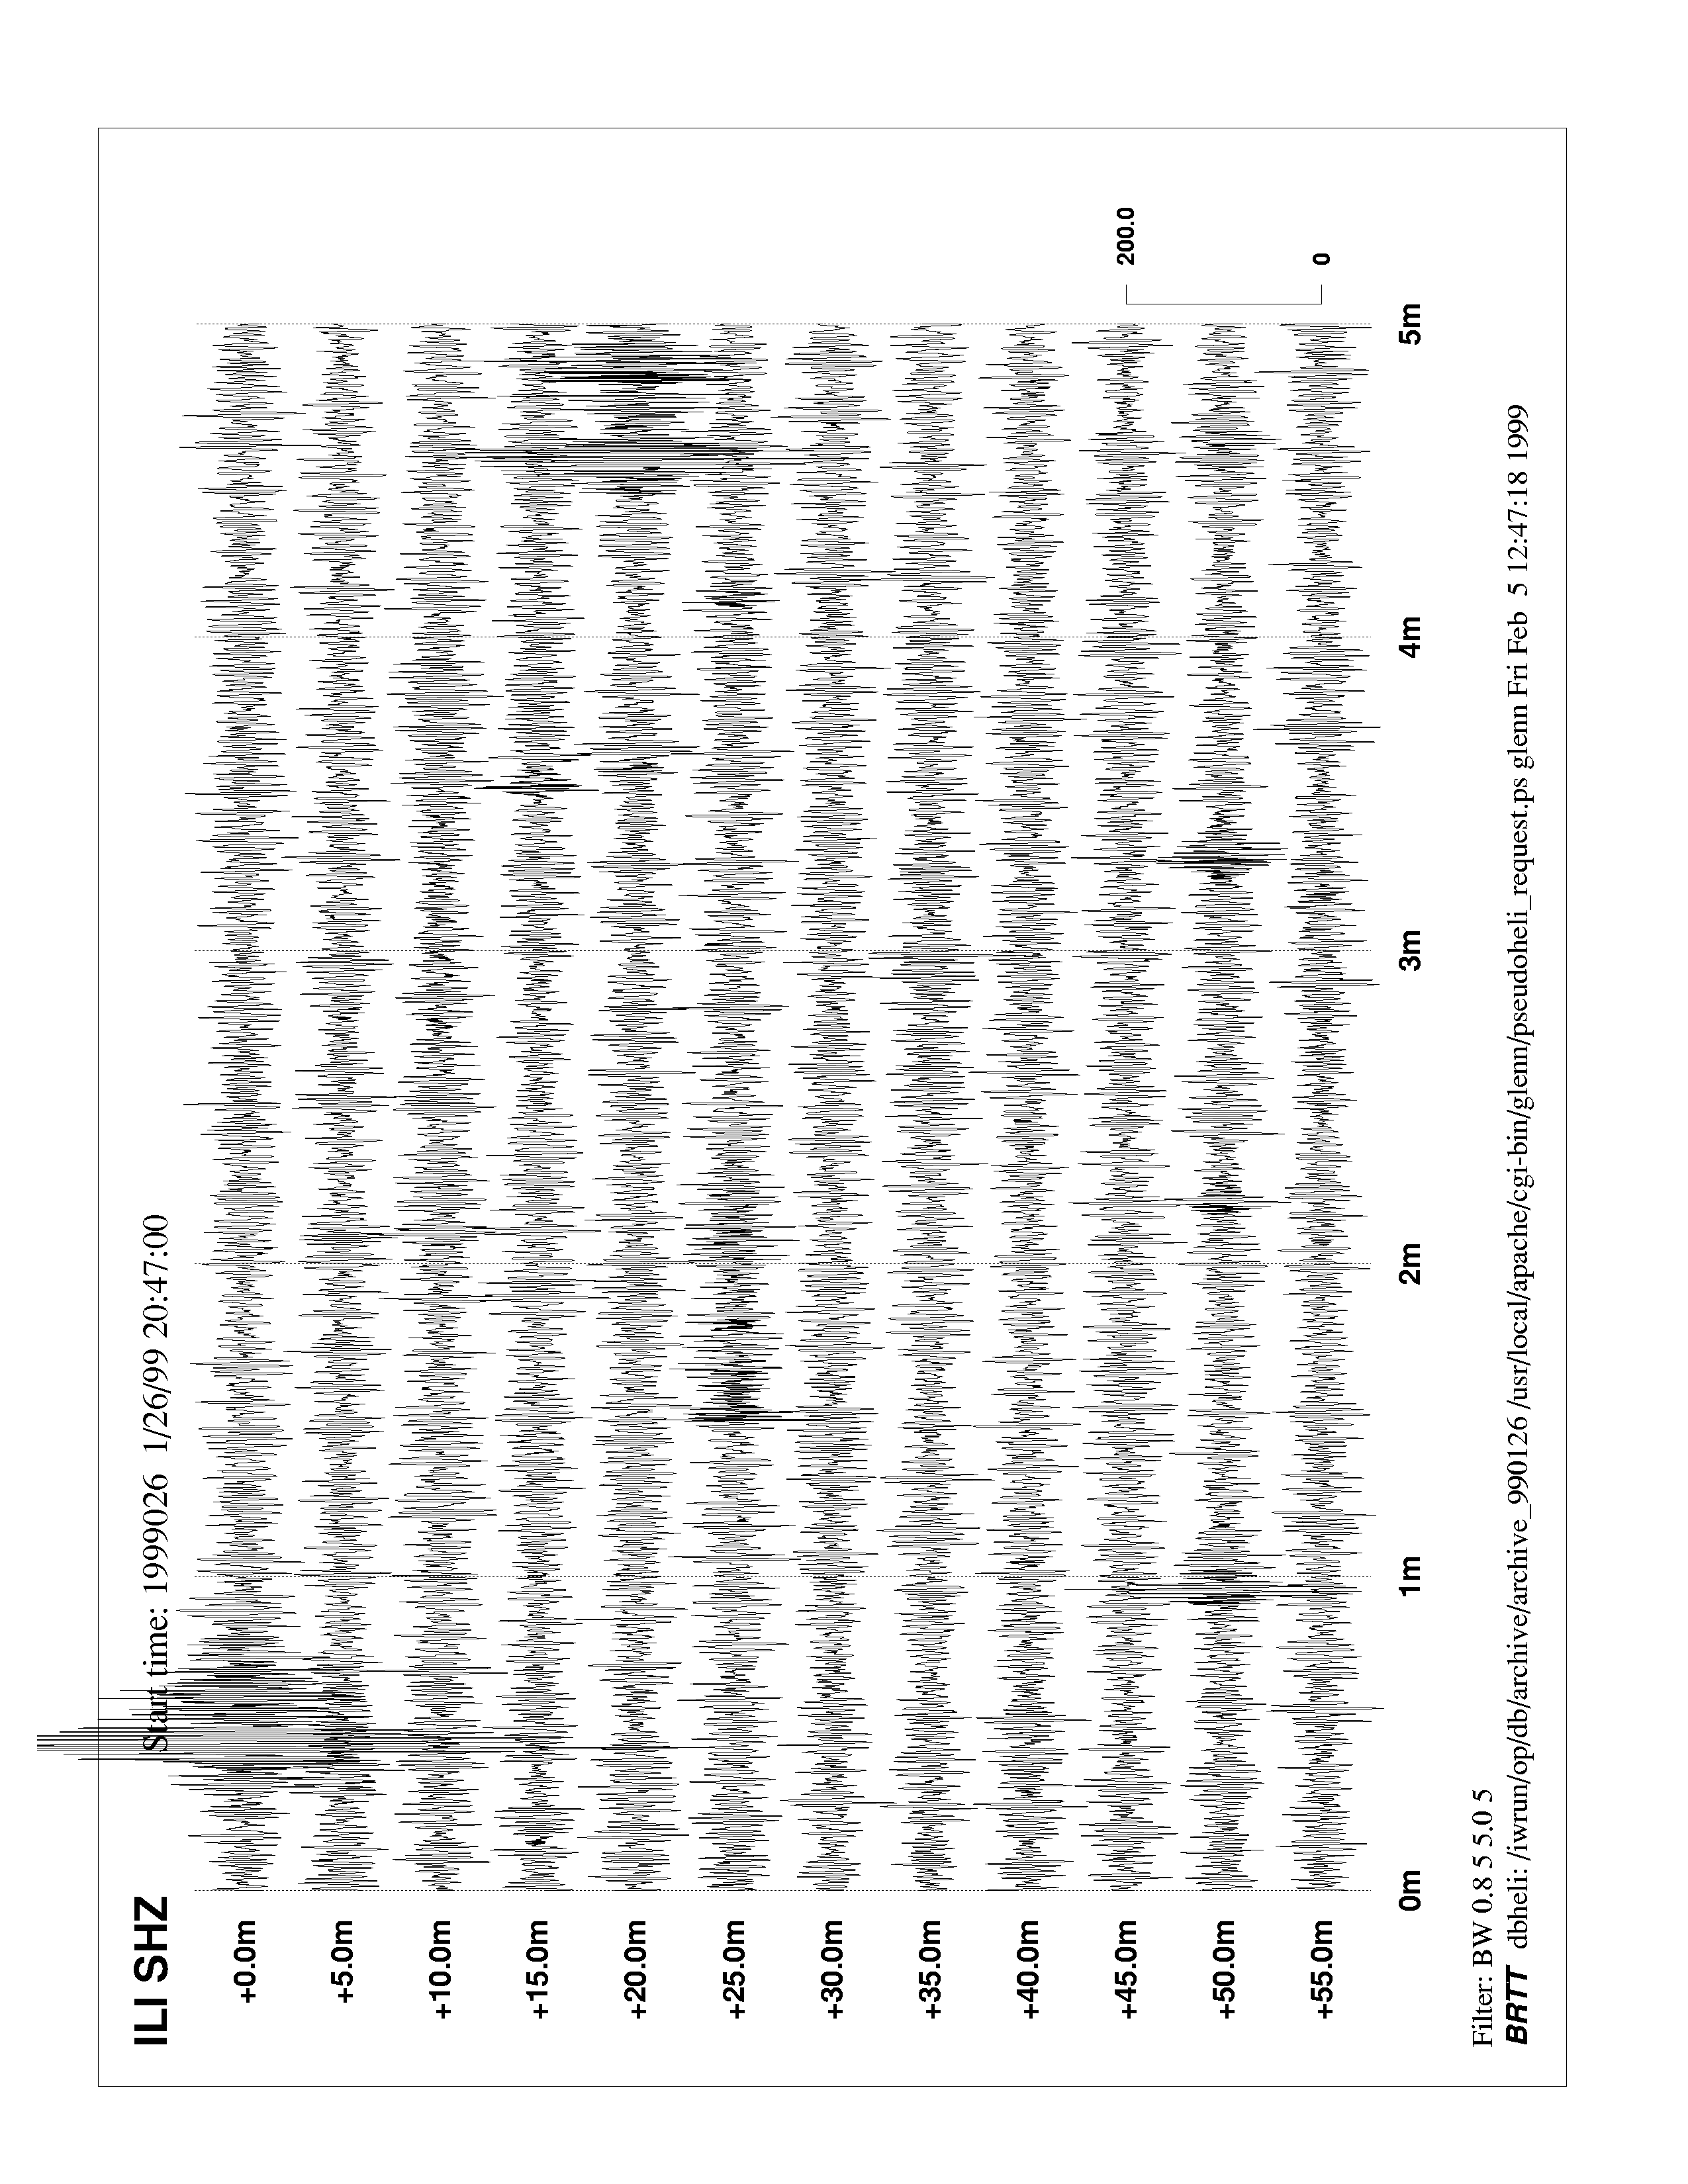 ILI SHZ
Start time: 1999026 1/26/99 20:47:00
+0.0m
+5.0m
+10.0m
+15.0m
+20.0m
+25.0m
+30.0m
+35.0m
+40.0m
+45.0m
+50.0m
+55.0m
200.0
0
0m 1m 2m 3m 4m 5m
Filter: BW 0.8 5 5.0 5
BRTT dbheli: /iwrun/op/db/archive/archive_990126 /usr/local/apache/cgi-bin/glenn/pseudoheli_request.ps glenn Fri Feb 5 12:47:18 1999